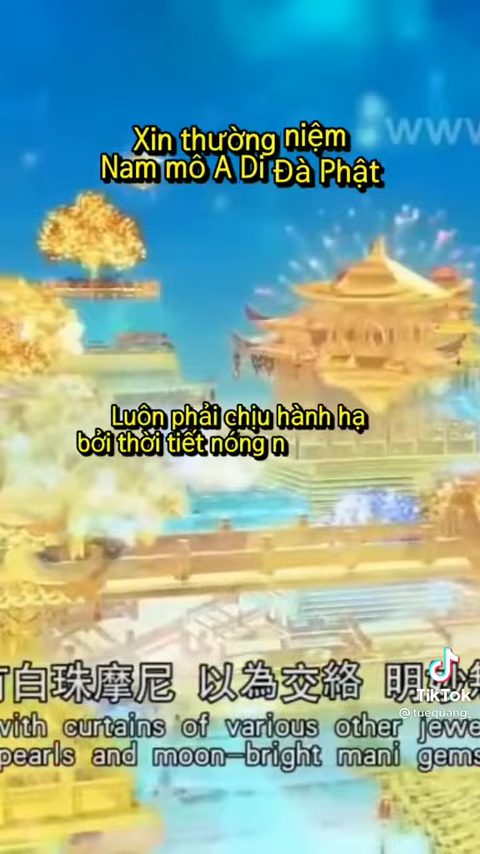 www
Xin thường niệm
Nam mô A Di Đà Phật
Luôn phải chịu hành hạ
bởi thời tiết nóng n
白珠摩尼 以為交絡 明
with curtains of various other jewe
pearls and moon-bright mani gems
TikTok
@tuequang